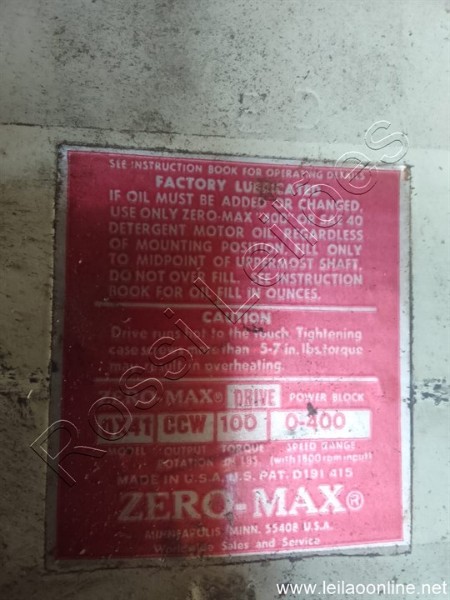 SEE INSTRUCTION BOOK FOR OPERATING DETAILS
FACTORY LUBRICATED
IF OIL MUST BE ADDED OR CHANGED,
USE ONLY ZERO-MAX OR SAE 40
DETERGENT MOTOR OIL REGARDLESS
OF MOUNTING POSITION, FILL ONLY
TO MIDPOINT OF UPPERMOST SHAFT.
DO NOT OVER FILL. SEE INSTRUCTION
BOOK FOR OIL FILL IN OUNCES.
CAUTION
Drive runs hot to the touch. Tightening
case screws more than 5-7 in. lbs. torque
may result in overheating.
ZERO-MAX® DRIVE POWER BLOCK
CCW 100 0-400
MODEL OUTPUT TORQUE SPEED RANGE
ROTATION IN. LBS. (with 1800 rpm input)
MADE IN U.S.A. U.S. PAT. D191 415
ZERO-MAX®
MINNEAPOLIS, MINN. 55408 U.S.A.
Worldwide Sales and Service
Rossi Leilões
www.leilaoonline.net